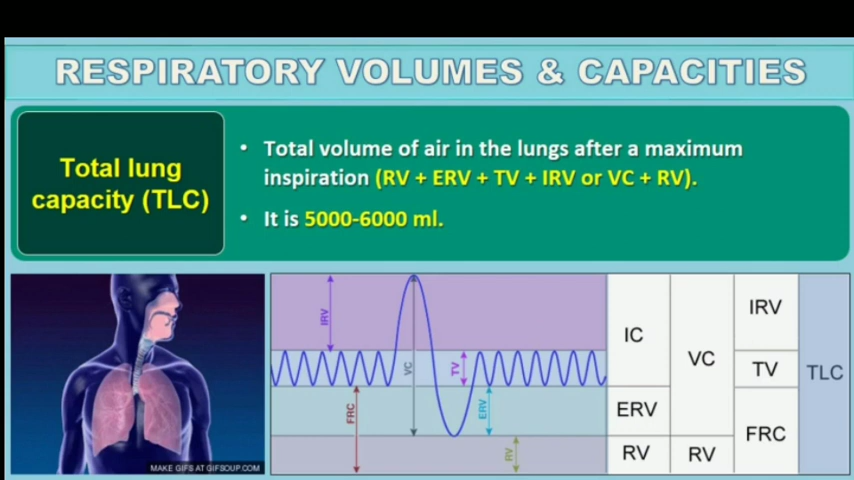 RESPIRATORY VOLUMES & CAPACITIES
Total lung
capacity (TLC)
• Total volume of air in the lungs after a maximum
inspiration (RV + ERV + TV + IRV or VC + RV).
• It is 5000-6000 ml.
MAKE GIFS AT GIFSOUP.COM
IRV
VC
TV
FRC
ERV
RV
IC
ERV
RV
VC
RV
IRV
TV
FRC
TLC